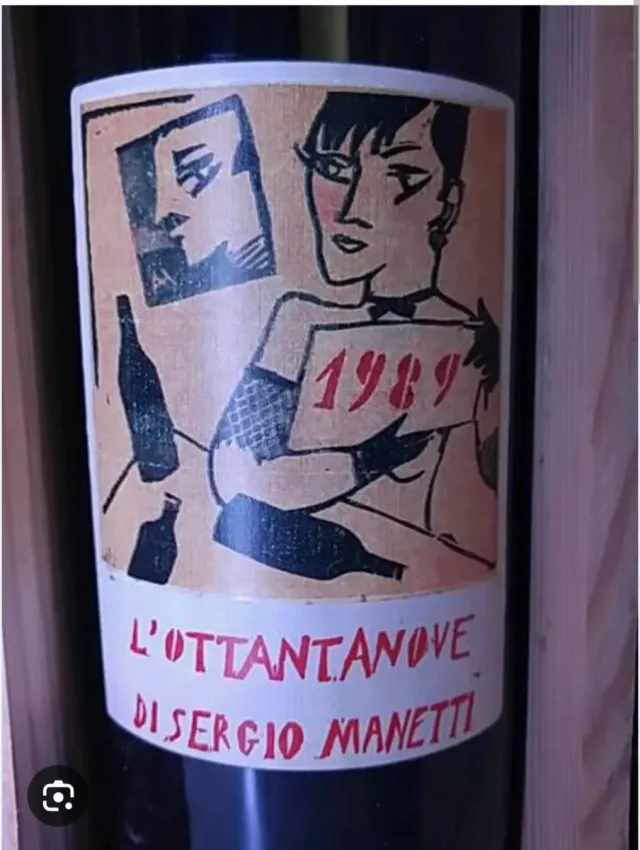 1989
L'OTTANTANOVE
DI SERGIO MANETTI